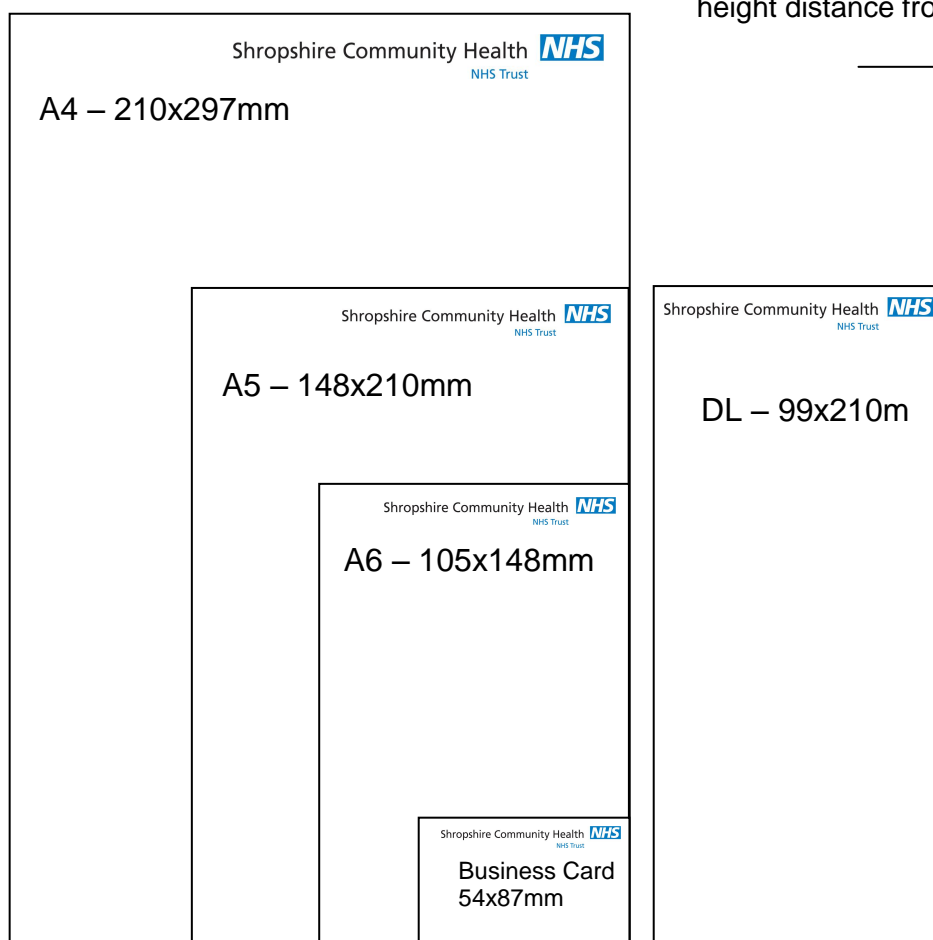 height distance fro
Shropshire Community Health NHS
NHS Trust
A4 – 210x297mm
Shropshire Community Health NHS
NHS Trust
A5 – 148x210mm
Shropshire Community Health NHS
NHS Trust
DL – 99x210m
Shropshire Community Health NHS
NHS Trust
A6 – 105x148mm
Shropshire Community Health NHS
NHS Trust
Business Card
54x87mm